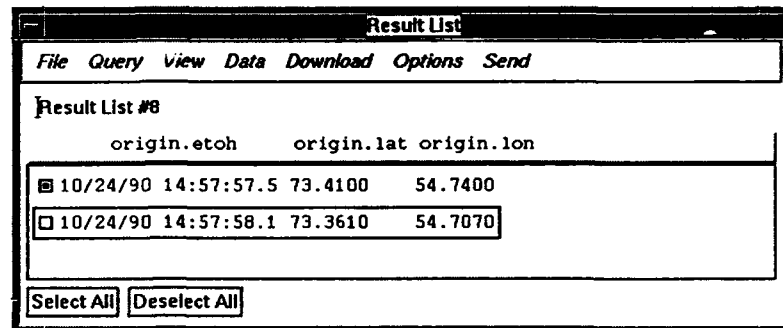 Result List
File Query View Data Download Options Send
Result List #8
origin.etoh origin.lat origin.lon
10/24/90 14:57:57.5 73.4100 54.7400
10/24/90 14:57:58.1 73.3610 54.7070
Select All Deselect All